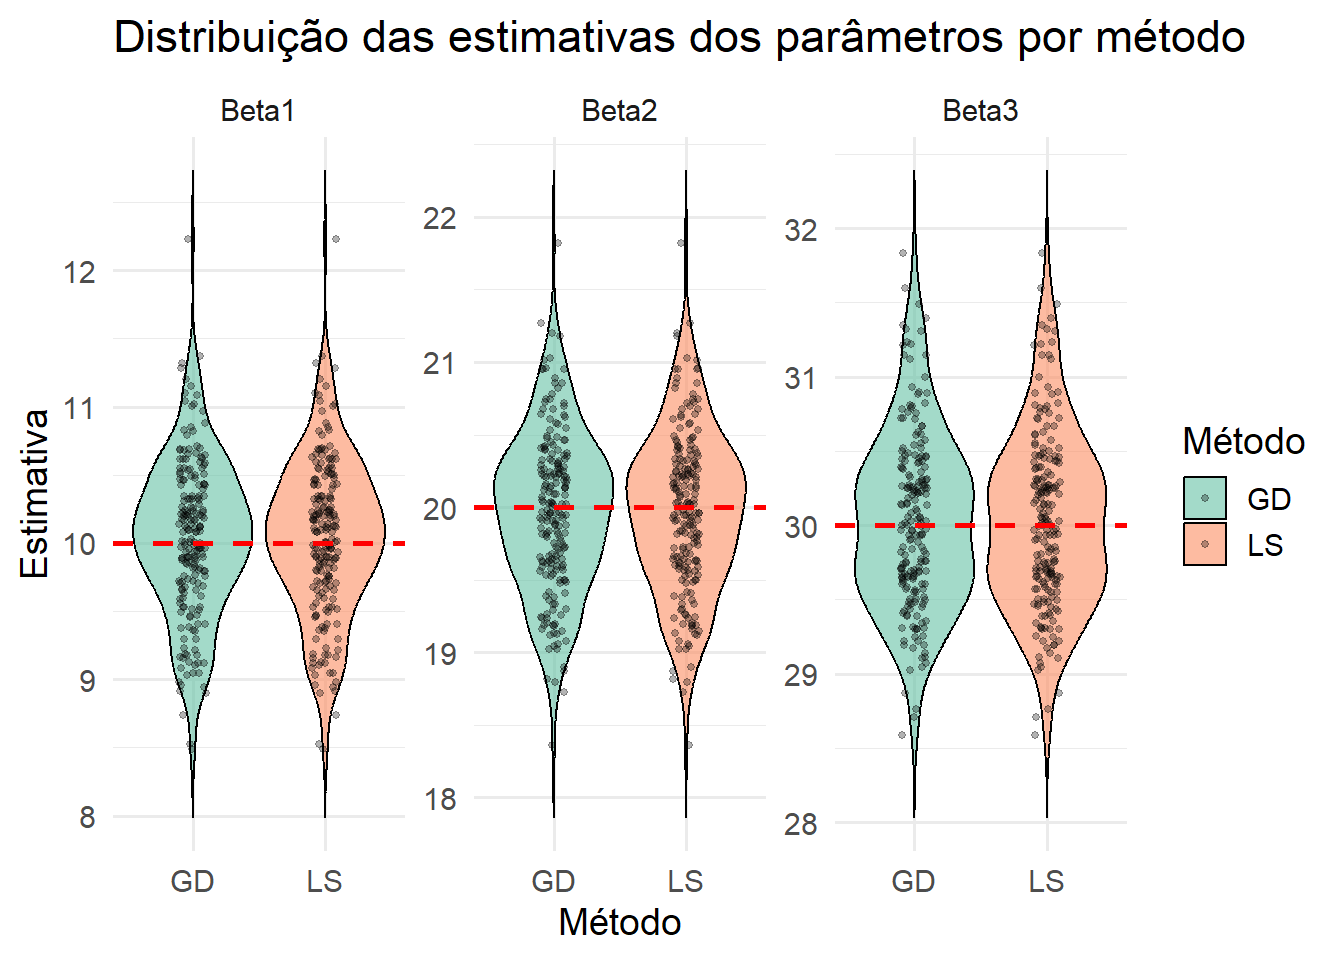 Distribuição das estimativas dos parâmetros por método
Beta1
Beta2
Beta3
Estimativa
12
11
10
9
8
22
21
20
19
18
32
31
30
29
28
GD
LS
GD
LS
GD
LS
Método
Método
GD
LS